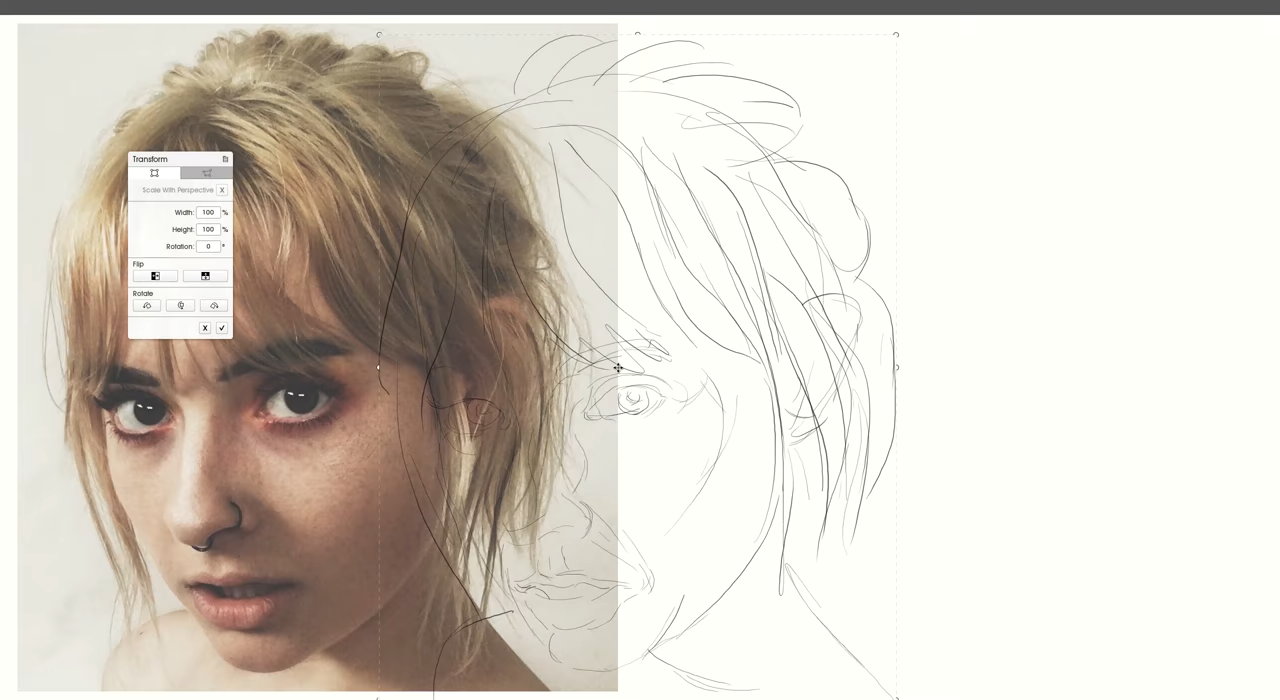 Transform
Scale With Perspective X
Width: 100 %
Height: 100 %
Rotation: 0 °
Flip
Rotate
X